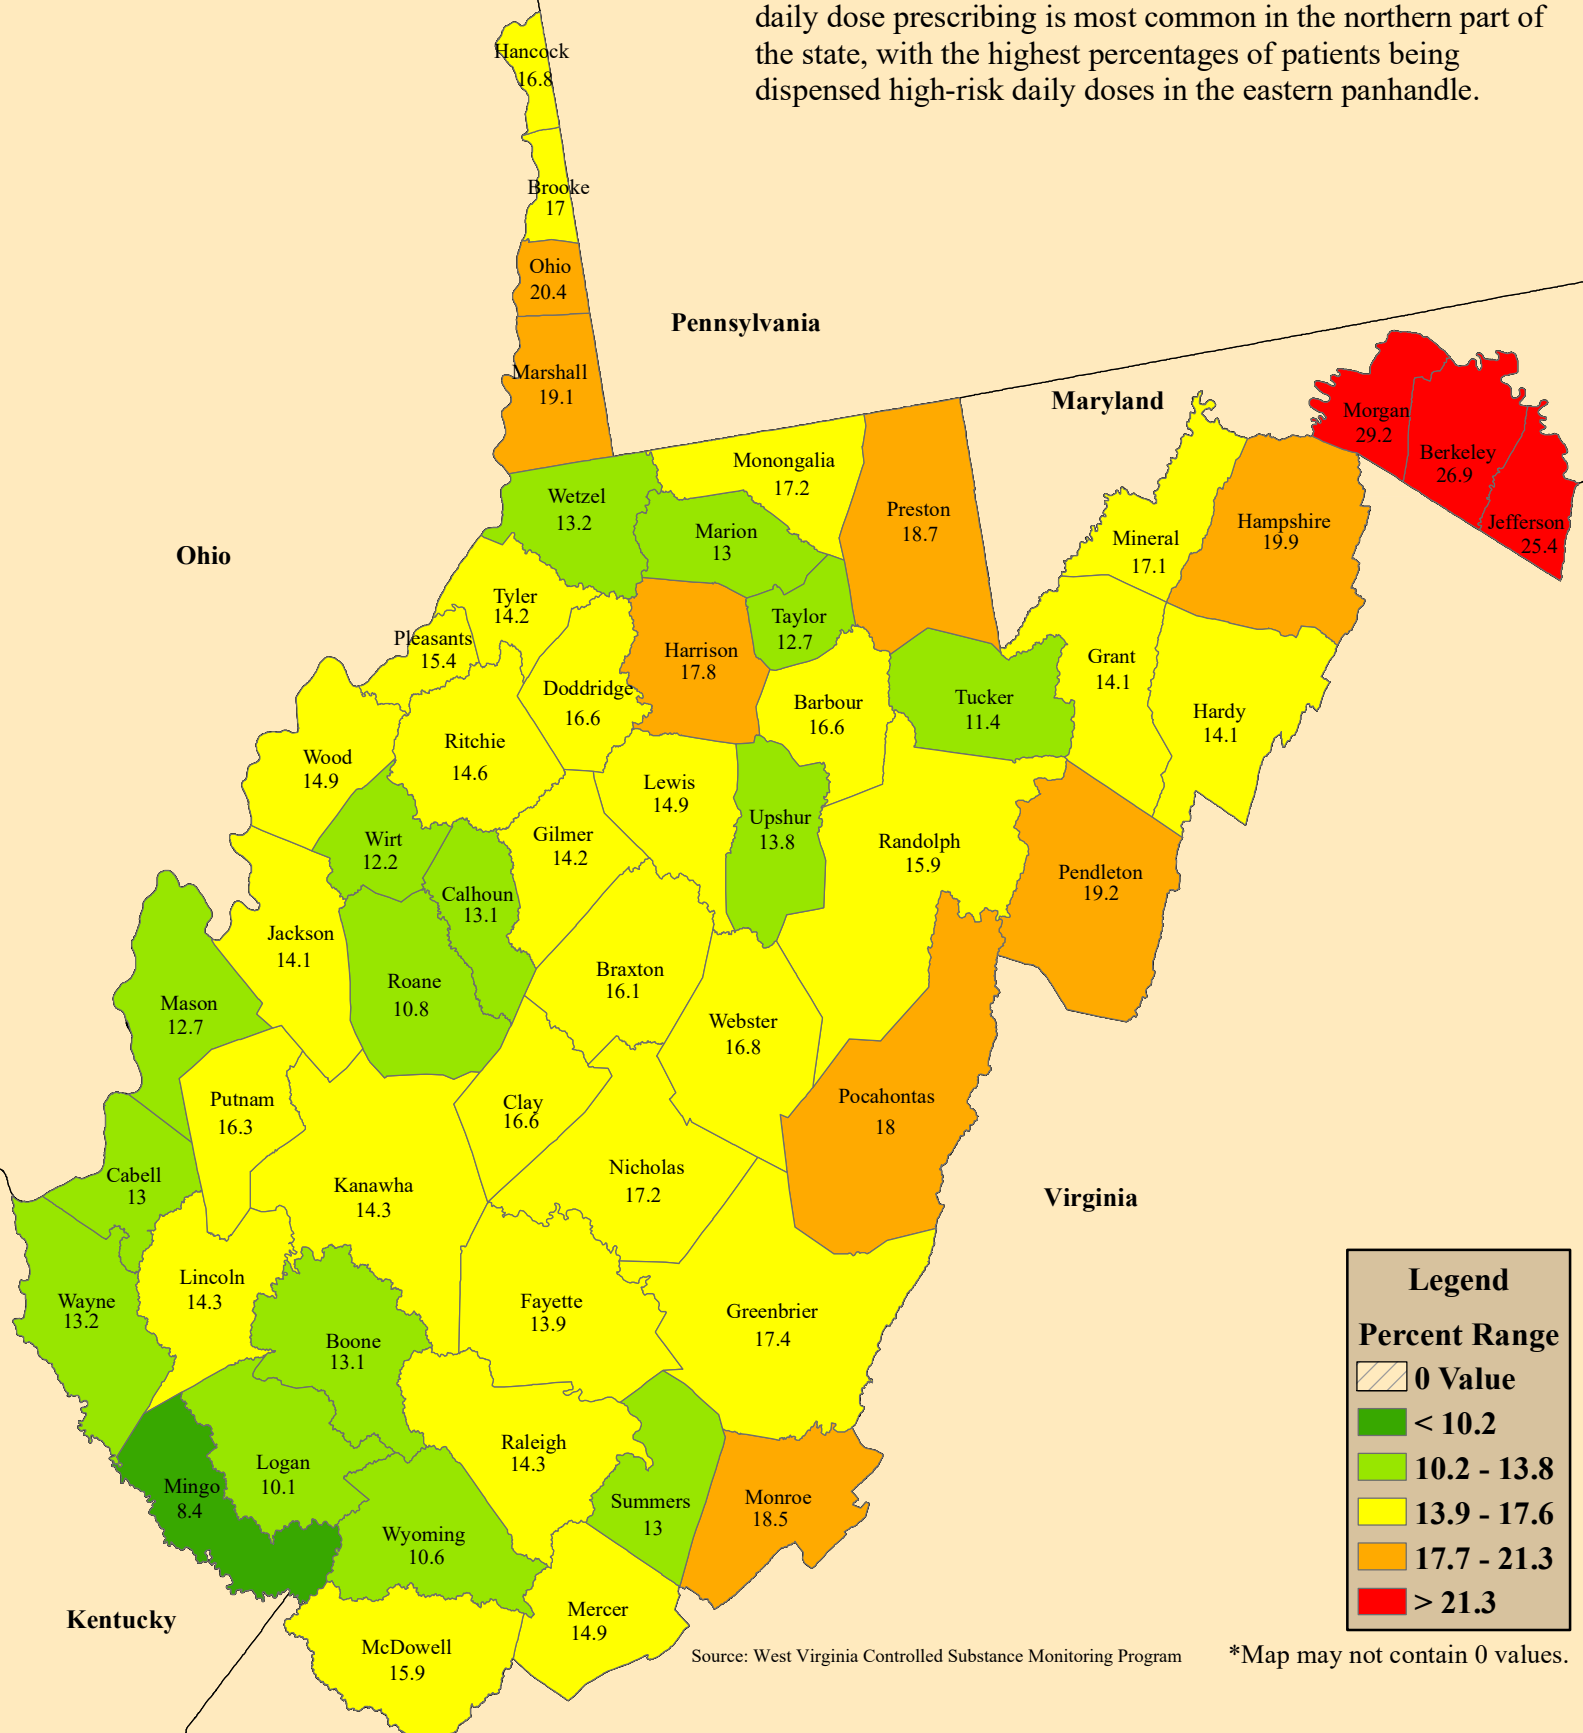 daily dose prescribing is most common in the northern part of
the state, with the highest percentages of patients being
dispensed high-risk daily doses in the eastern panhandle.
Hancock
16.8
Brooke
17
Ohio
20.4
Pennsylvania
Marshall
19.1
Maryland
Morgan
29.2
Berkeley
26.9
Jefferson
25.4
Monongalia
17.2
Wetzel
13.2
Preston
18.7
Marion
13
Mineral
17.1
Hampshire
19.9
Ohio
Tyler
14.2
Taylor
12.7
Pleasants
15.4
Harrison
17.8
Grant
14.1
Doddridge
16.6
Barbour
16.6
Tucker
11.4
Hardy
14.1
Ritchie
14.6
Wood
14.9
Lewis
14.9
Upshur
13.8
Gilmer
14.2
Wirt
12.2
Randolph
15.9
Pendleton
19.2
Calhoun
13.1
Jackson
14.1
Braxton
16.1
Roane
10.8
Mason
12.7
Webster
16.8
Putnam
16.3
Clay
16.6
Pocahontas
18
Cabell
13
Kanawha
14.3
Nicholas
17.2
Virginia
Lincoln
14.3
Wayne
13.2
Fayette
13.9
Greenbrier
17.4
Boone
13.1
Raleigh
14.3
Logan
10.1
Mingo
8.4
Summers
13
Monroe
18.5
Wyoming
10.6
Mercer
14.9
Kentucky
McDowell
15.9
Legend
Percent Range
0 Value
< 10.2
10.2 - 13.8
13.9 - 17.6
17.7 - 21.3
> 21.3
Source: West Virginia Controlled Substance Monitoring Program
*Map may not contain 0 values.